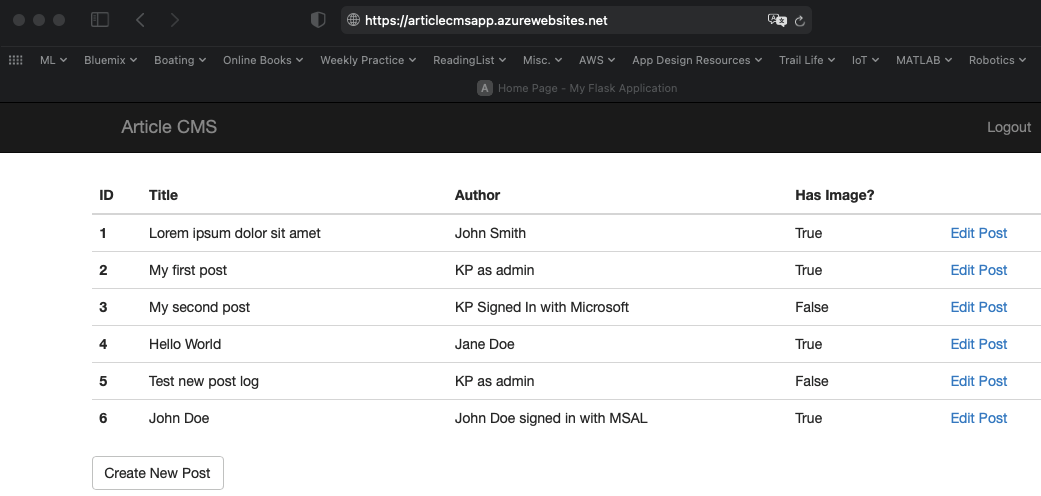 https://articlecmsapp.azurewebsites.net
ML Bluemix Boating Online Books Weekly Practice ReadingList Misc. AWS App Design Resources Trail Life IoT MATLAB Robotics
A Home Page - My Flask Application
Article CMS Logout
ID Title Author Has Image?
1 Lorem ipsum dolor sit amet John Smith True Edit Post
2 My first post KP as admin True Edit Post
3 My second post KP Signed In with Microsoft False Edit Post
4 Hello World Jane Doe True Edit Post
5 Test new post log KP as admin False Edit Post
6 John Doe John Doe signed in with MSAL True Edit Post
Create New Post